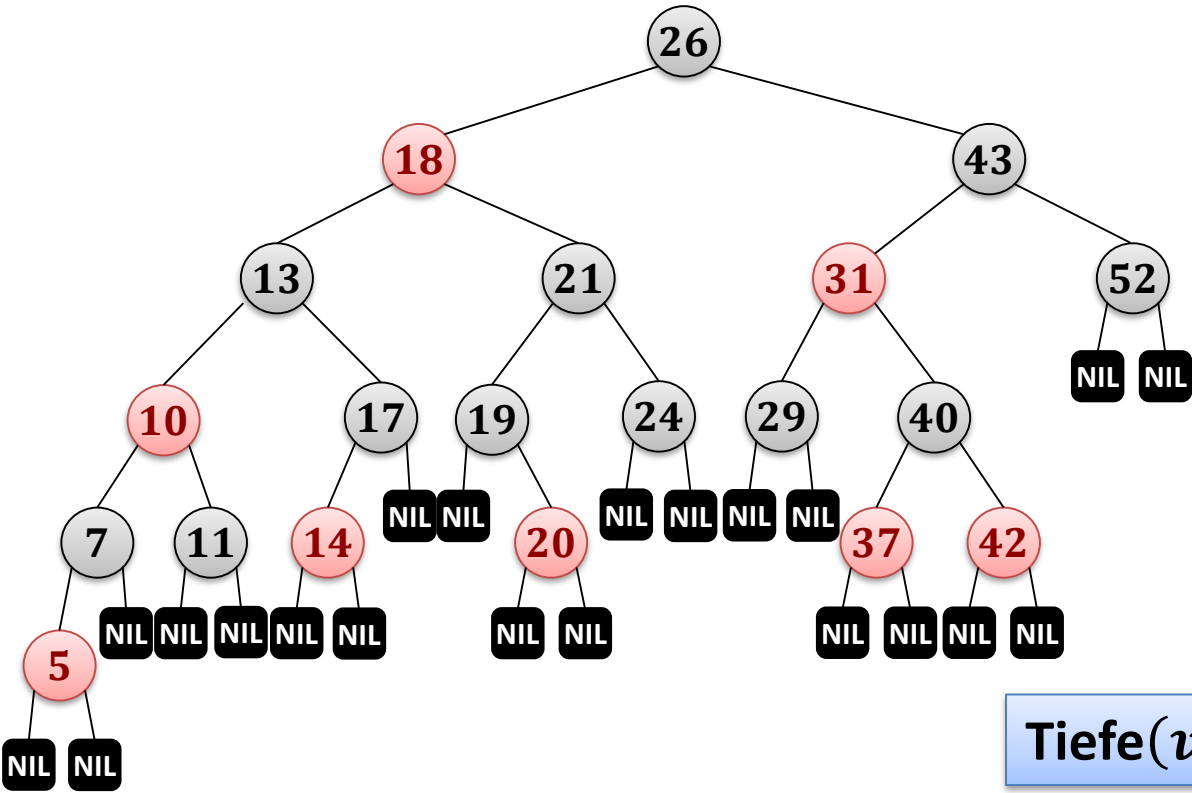 26
18 43
13 21 31 52
NIL NIL
10 17 19 24 29 40
NIL NIL NIL NIL NIL NIL
7 11 14 20 37 42
NIL NIL NIL NIL NIL NIL NIL NIL NIL NIL NIL
5
NIL NIL
Tiefe(v